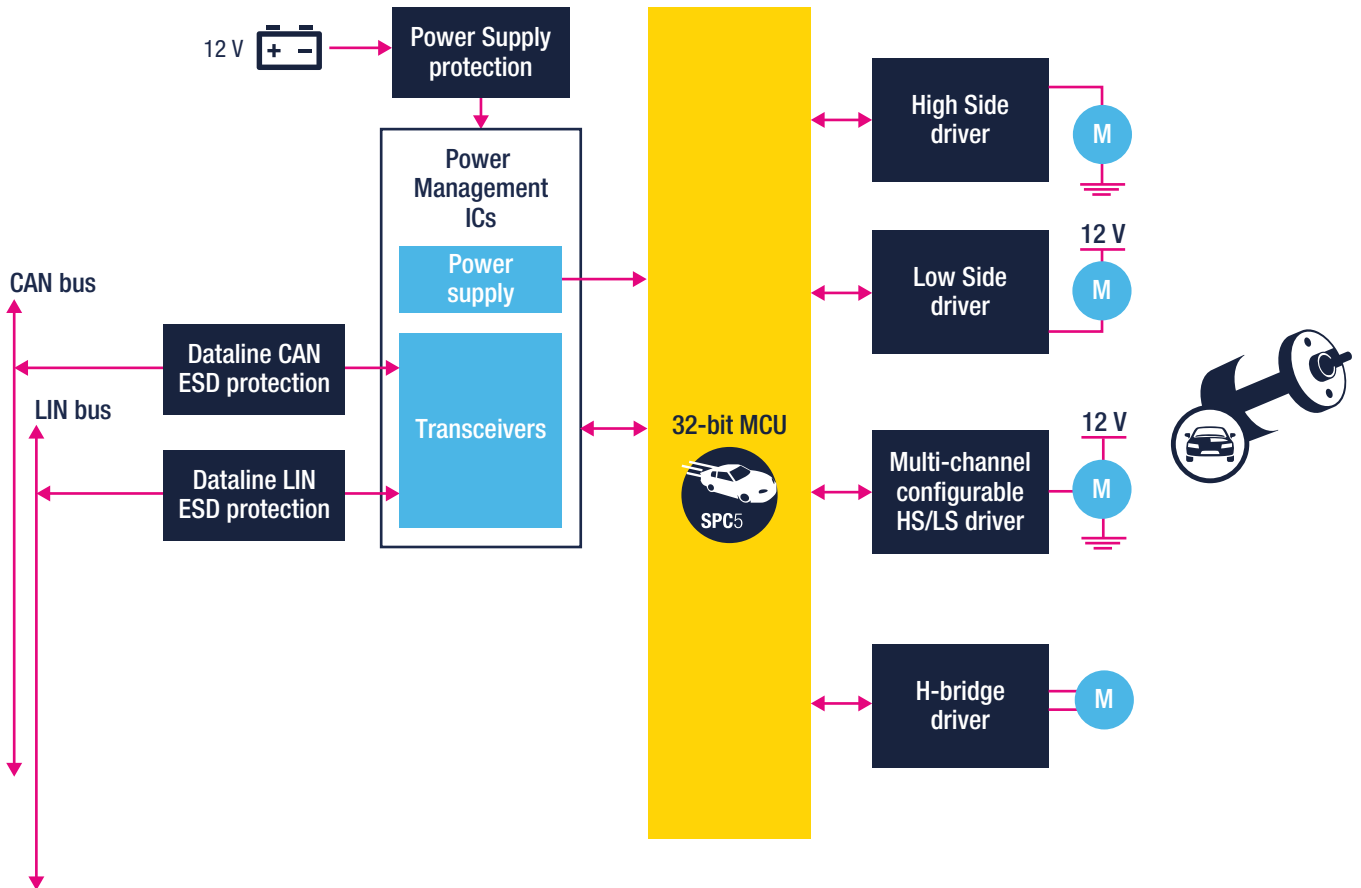 12 V
+ −
Power Supply
protection
Power
Management
ICs
Power
supply
Transceivers
CAN bus
Dataline CAN
ESD protection
LIN bus
Dataline LIN
ESD protection
32-bit MCU
SPC5
High Side
driver
M
Low Side
driver
12 V
M
Multi-channel
configurable
HS/LS driver
12 V
M
H-bridge
driver
M